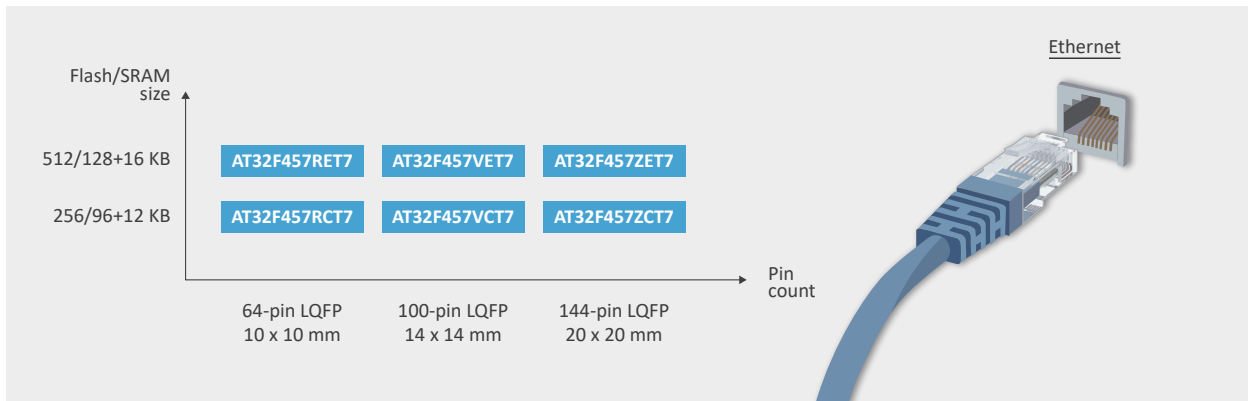 Ethernet
Flash/SRAM
size
512/128+16 KB
AT32F457RET7
AT32F457VET7
AT32F457ZET7
256/96+12 KB
AT32F457RCT7
AT32F457VCT7
AT32F457ZCT7
Pin
count
64-pin LQFP
10 x 10 mm
100-pin LQFP
14 x 14 mm
144-pin LQFP
20 x 20 mm